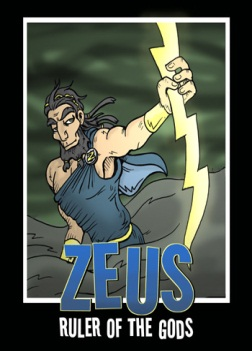 ZEUS
RULER OF THE GODS